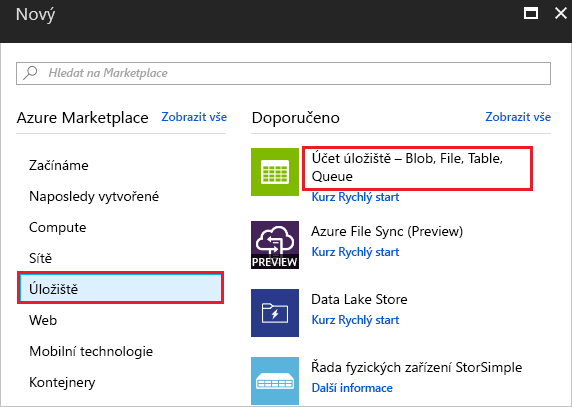 Nový
Hledat na Marketplace
Azure Marketplace Zobrazit vše
Začínáme
Naposledy vytvořené
Compute
Sítě
Úložiště
Web
Mobilní technologie
Kontejnery
Doporučeno Zobrazit vše
Účet úložiště – Blob, File, Table,
Queue
Kurz Rychlý start
Azure File Sync (Preview)
Kurz Rychlý start
PREVIEW
Data Lake Store
Kurz Rychlý start
Řada fyzických zařízení StorSimple
Další informace